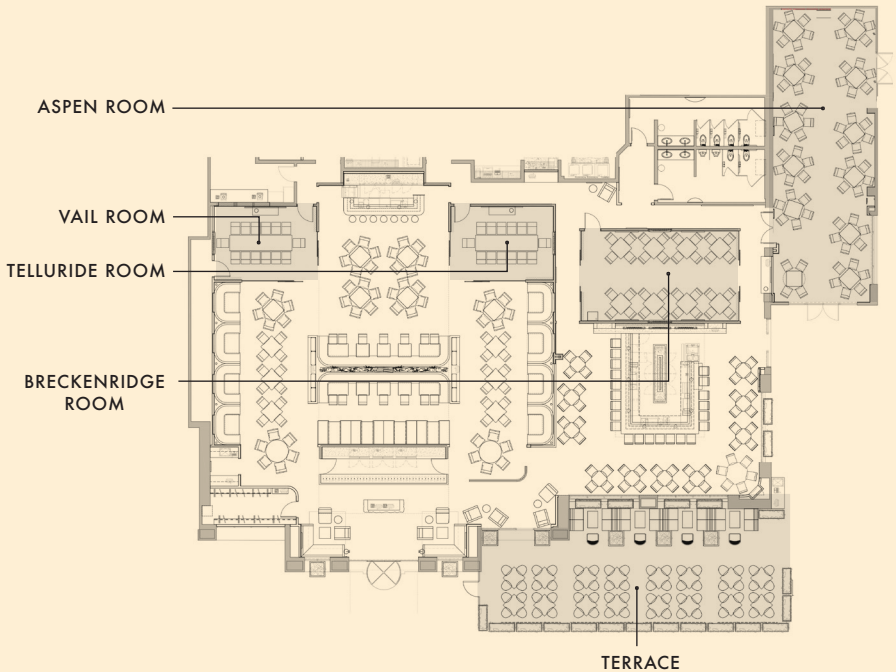 ASPEN ROOM
VAIL ROOM
TELLURIDE ROOM
BRECKENRIDGE
ROOM
TERRACE